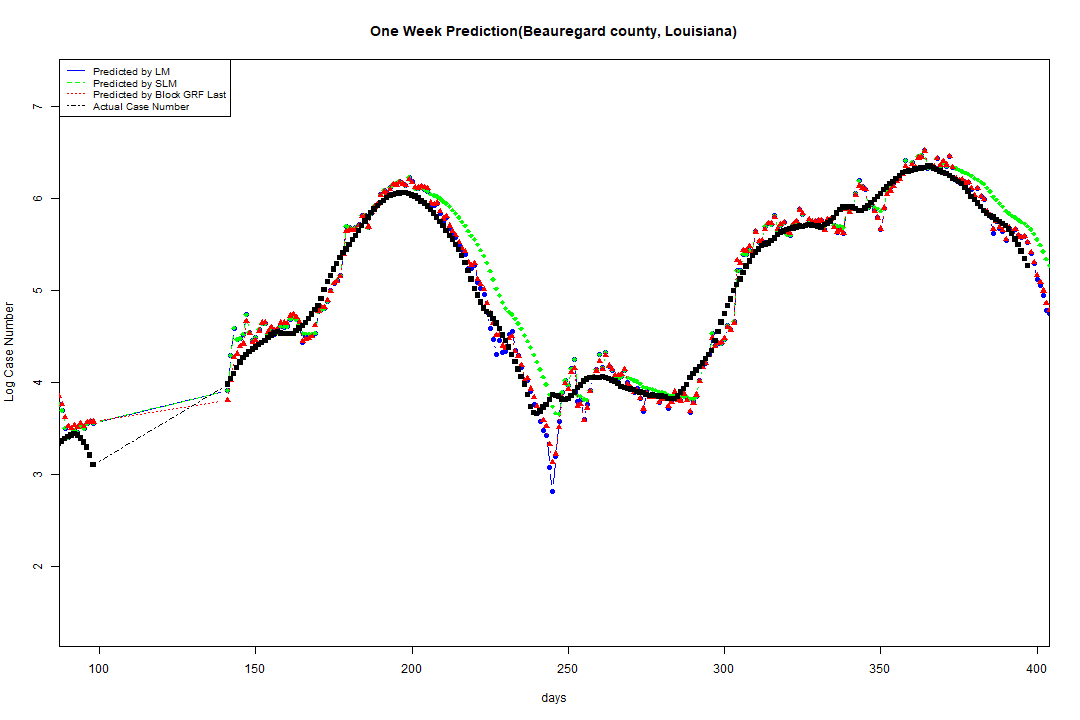 One Week Prediction(Beauregard county, Louisiana)
Predicted by LM
Predicted by SLM
Predicted by Block GRF Last
Actual Case Number
7
6
5
4
3
2
Log Case Number
100 150 200 250 300 350 400
days